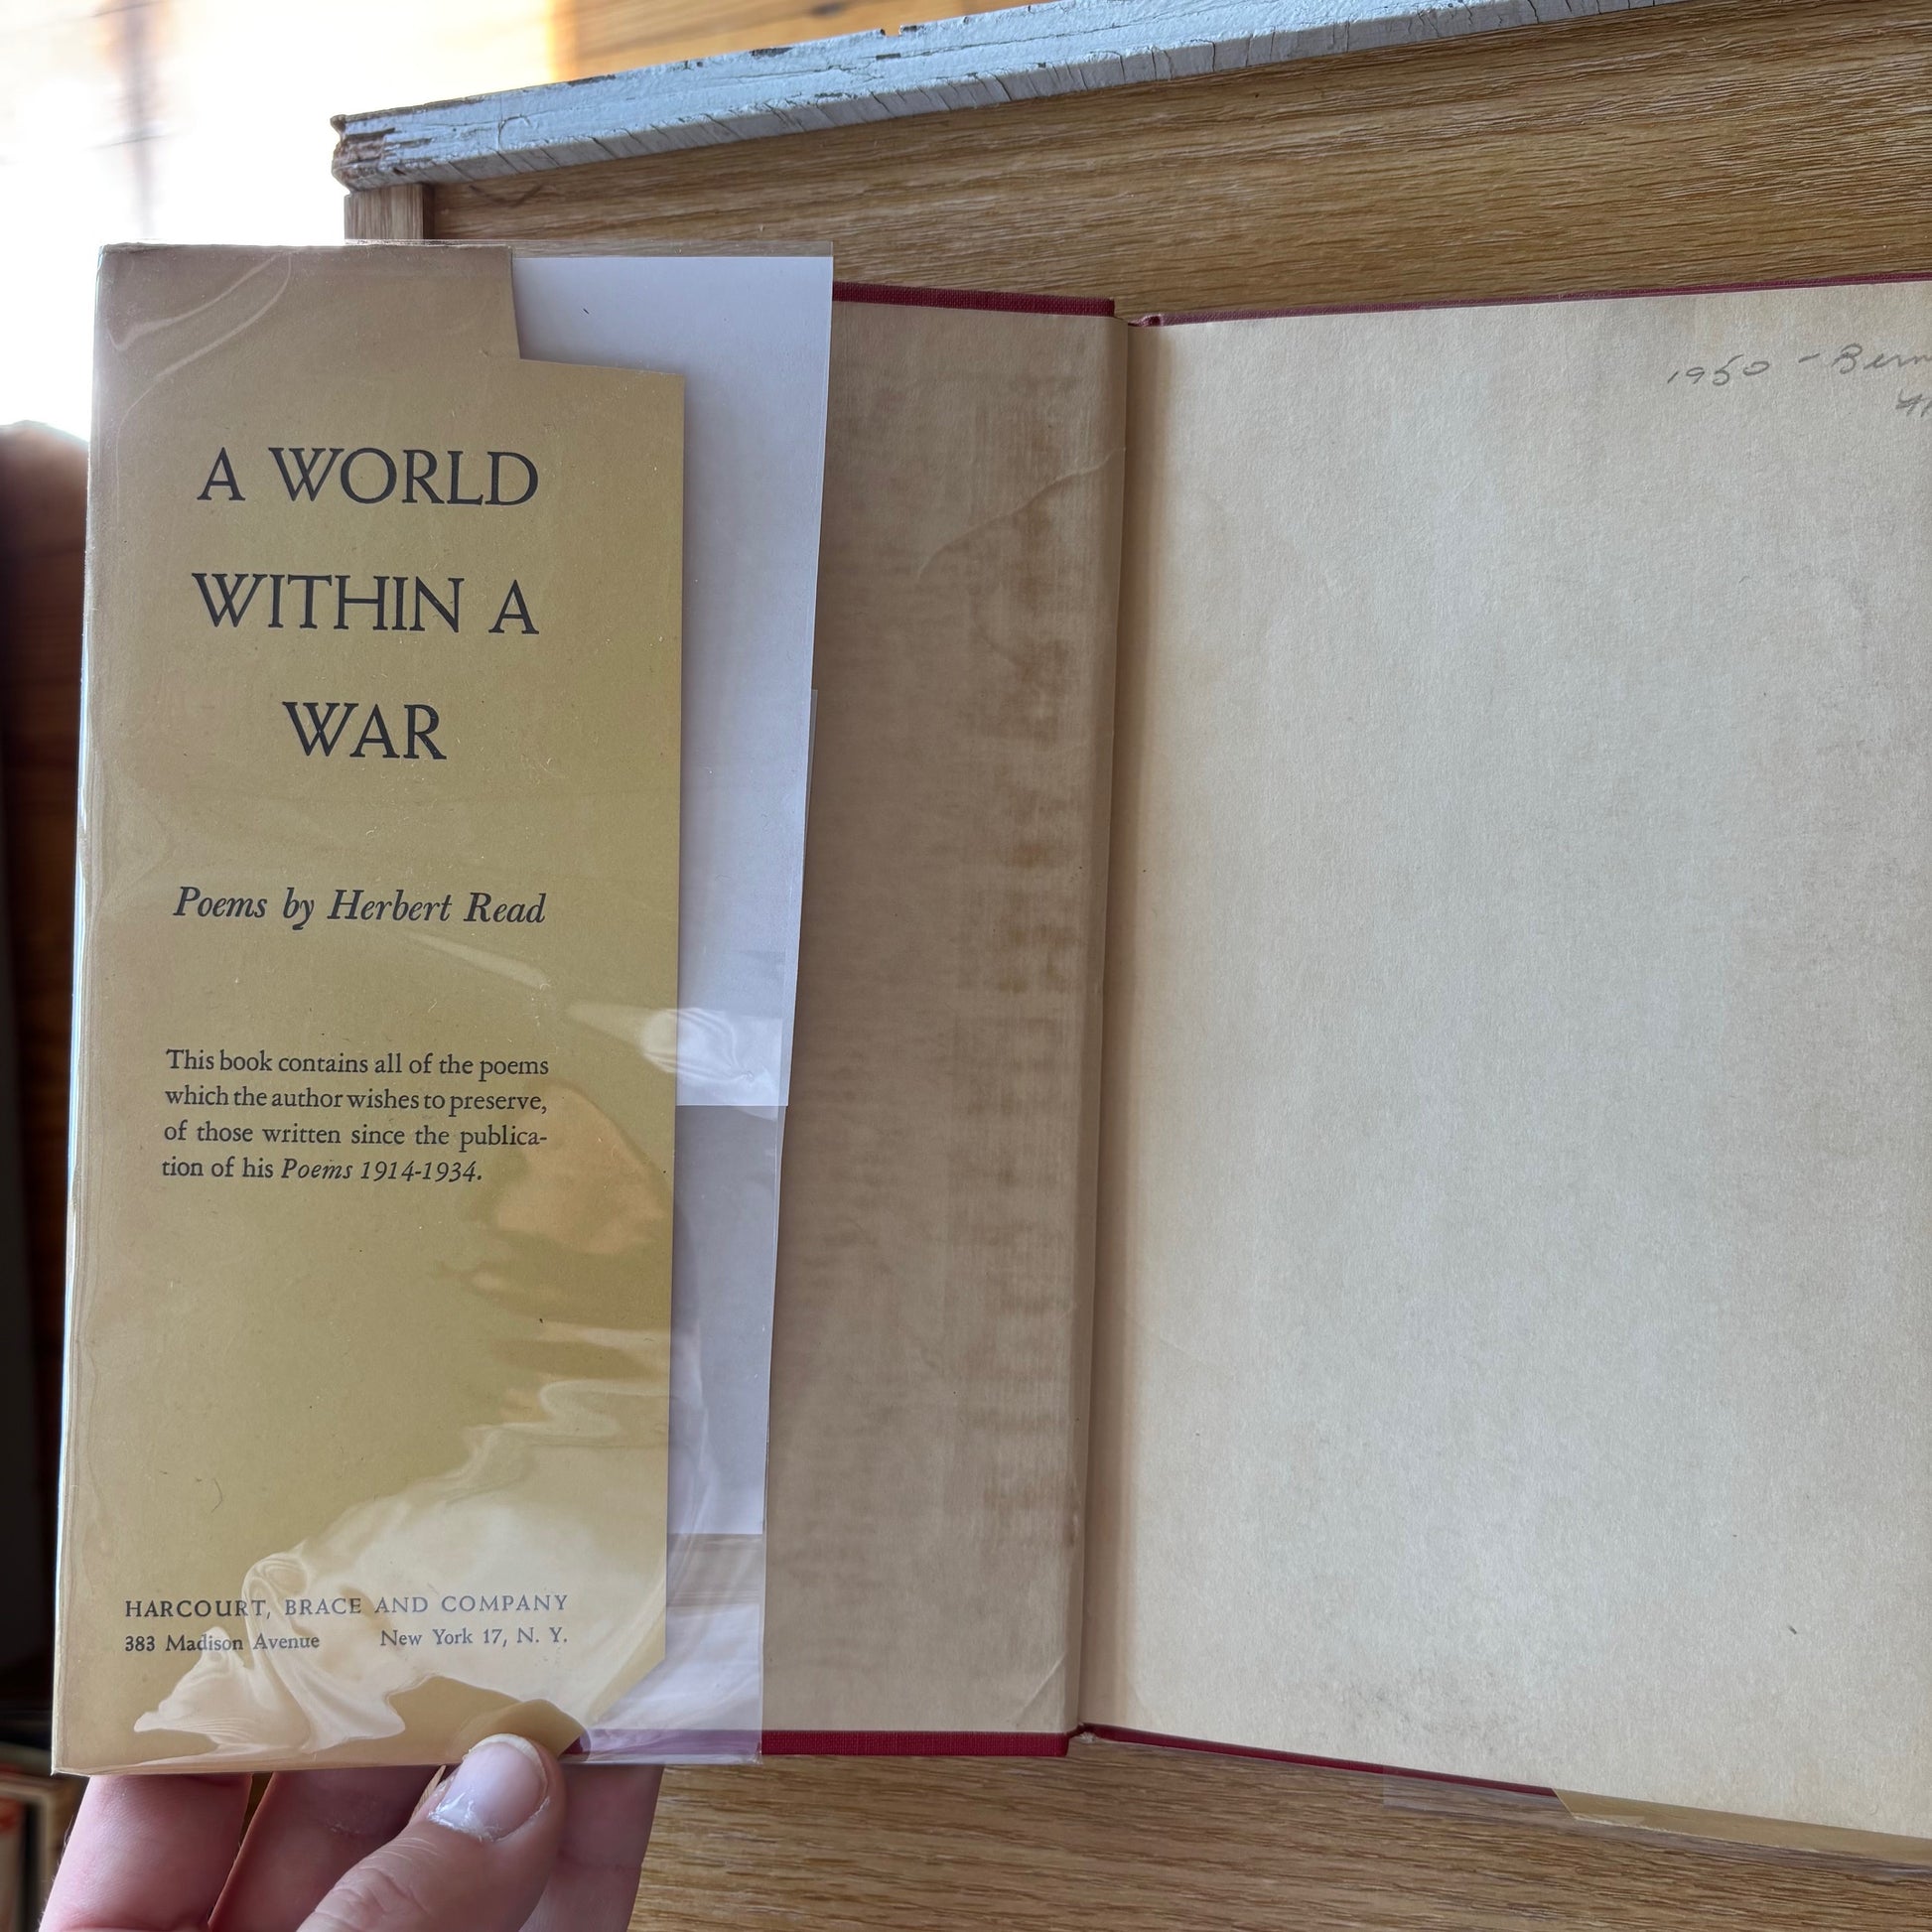 A WORLD
WITHIN A
WAR
Poems by Herbert Read
This book contains all of the poems
which the author wishes to preserve,
of those written since the publica-
tion of his Poems 1914-1934.
HARCOURT, BRACE AND COMPANY
383 Madison Avenue New York 17, N. Y.
1950 - Bern